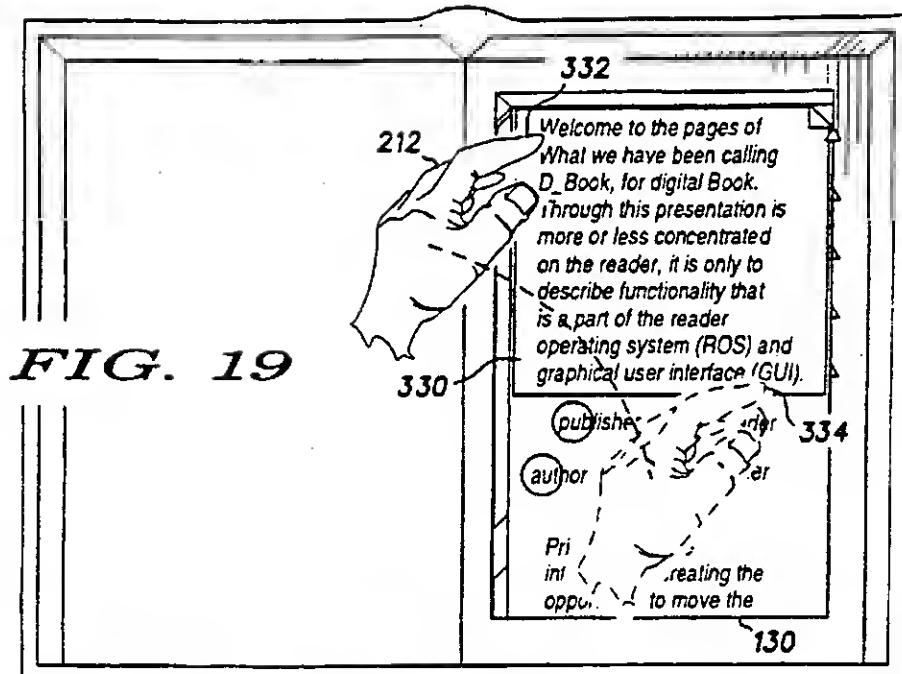 332
212
Welcome to the pages of
What we have been calling
D_Book, for digital Book.
Through this presentation is
more or less concentrated
on the reader, it is only to
describe functionality that
is a part of the reader
operating system (ROS) and
graphical user interface (GUI).
FIG. 19
330
334
publisher
author
Pri
int reating the
to move the
130